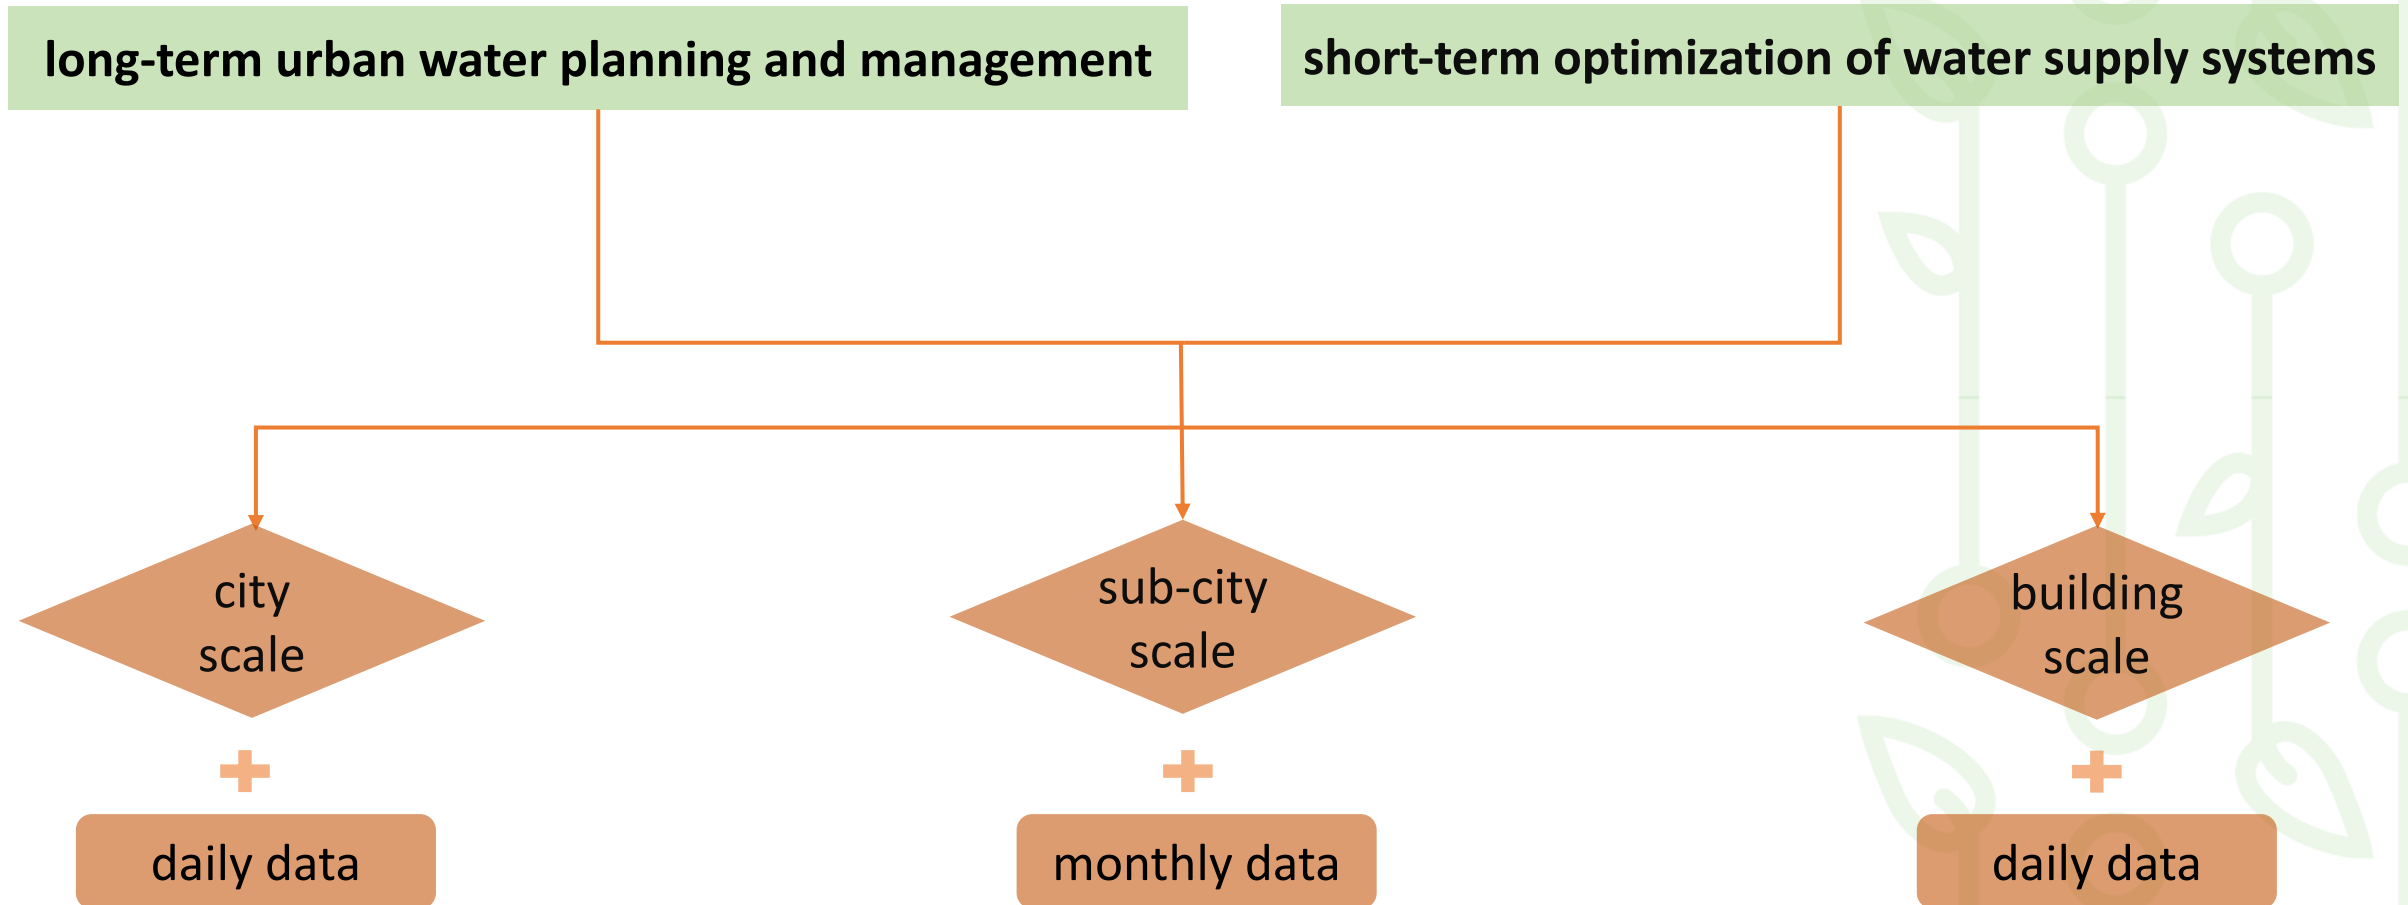 long-term urban water planning and management
short-term optimization of water supply systems
city
scale
sub-city
scale
building
scale
daily data
monthly data
daily data